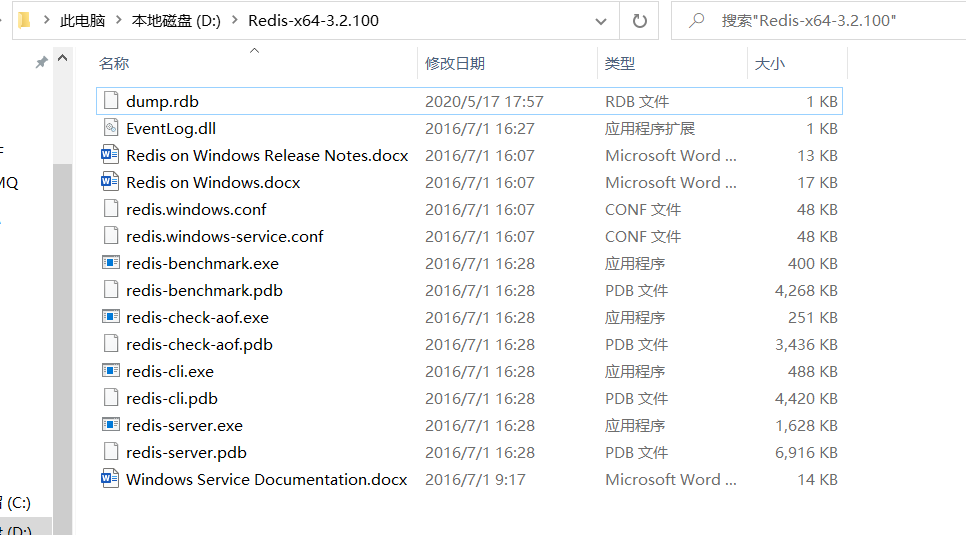 此电脑 > 本地磁盘 (D:) > Redis-x64-3.2.100
搜索"Redis-x64-3.2.100"
名称 修改日期 类型 大小
dump.rdb 2020/5/17 17:57 RDB 文件 1 KB
EventLog.dll 2016/7/1 16:27 应用程序扩展 1 KB
Redis on Windows Release Notes.docx 2016/7/1 16:07 Microsoft Word ... 13 KB
Redis on Windows.docx 2016/7/1 16:07 Microsoft Word ... 17 KB
redis.windows.conf 2016/7/1 16:07 CONF 文件 48 KB
redis.windows-service.conf 2016/7/1 16:07 CONF 文件 48 KB
redis-benchmark.exe 2016/7/1 16:28 应用程序 400 KB
redis-benchmark.pdb 2016/7/1 16:28 PDB 文件 4,268 KB
redis-check-aof.exe 2016/7/1 16:28 应用程序 251 KB
redis-check-aof.pdb 2016/7/1 16:28 PDB 文件 3,436 KB
redis-cli.exe 2016/7/1 16:28 应用程序 488 KB
redis-cli.pdb 2016/7/1 16:28 PDB 文件 4,420 KB
redis-server.exe 2016/7/1 16:28 应用程序 1,628 KB
redis-server.pdb 2016/7/1 16:28 PDB 文件 6,916 KB
Windows Service Documentation.docx 2016/7/1 9:17 Microsoft Word ... 14 KB
MQ
(C:)
(D:)